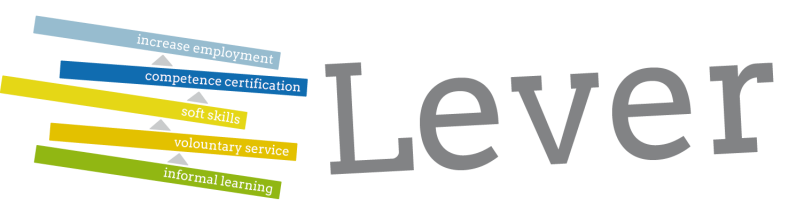 increase employment
competence certification
soft skills
volountary service
informal learning
Lever